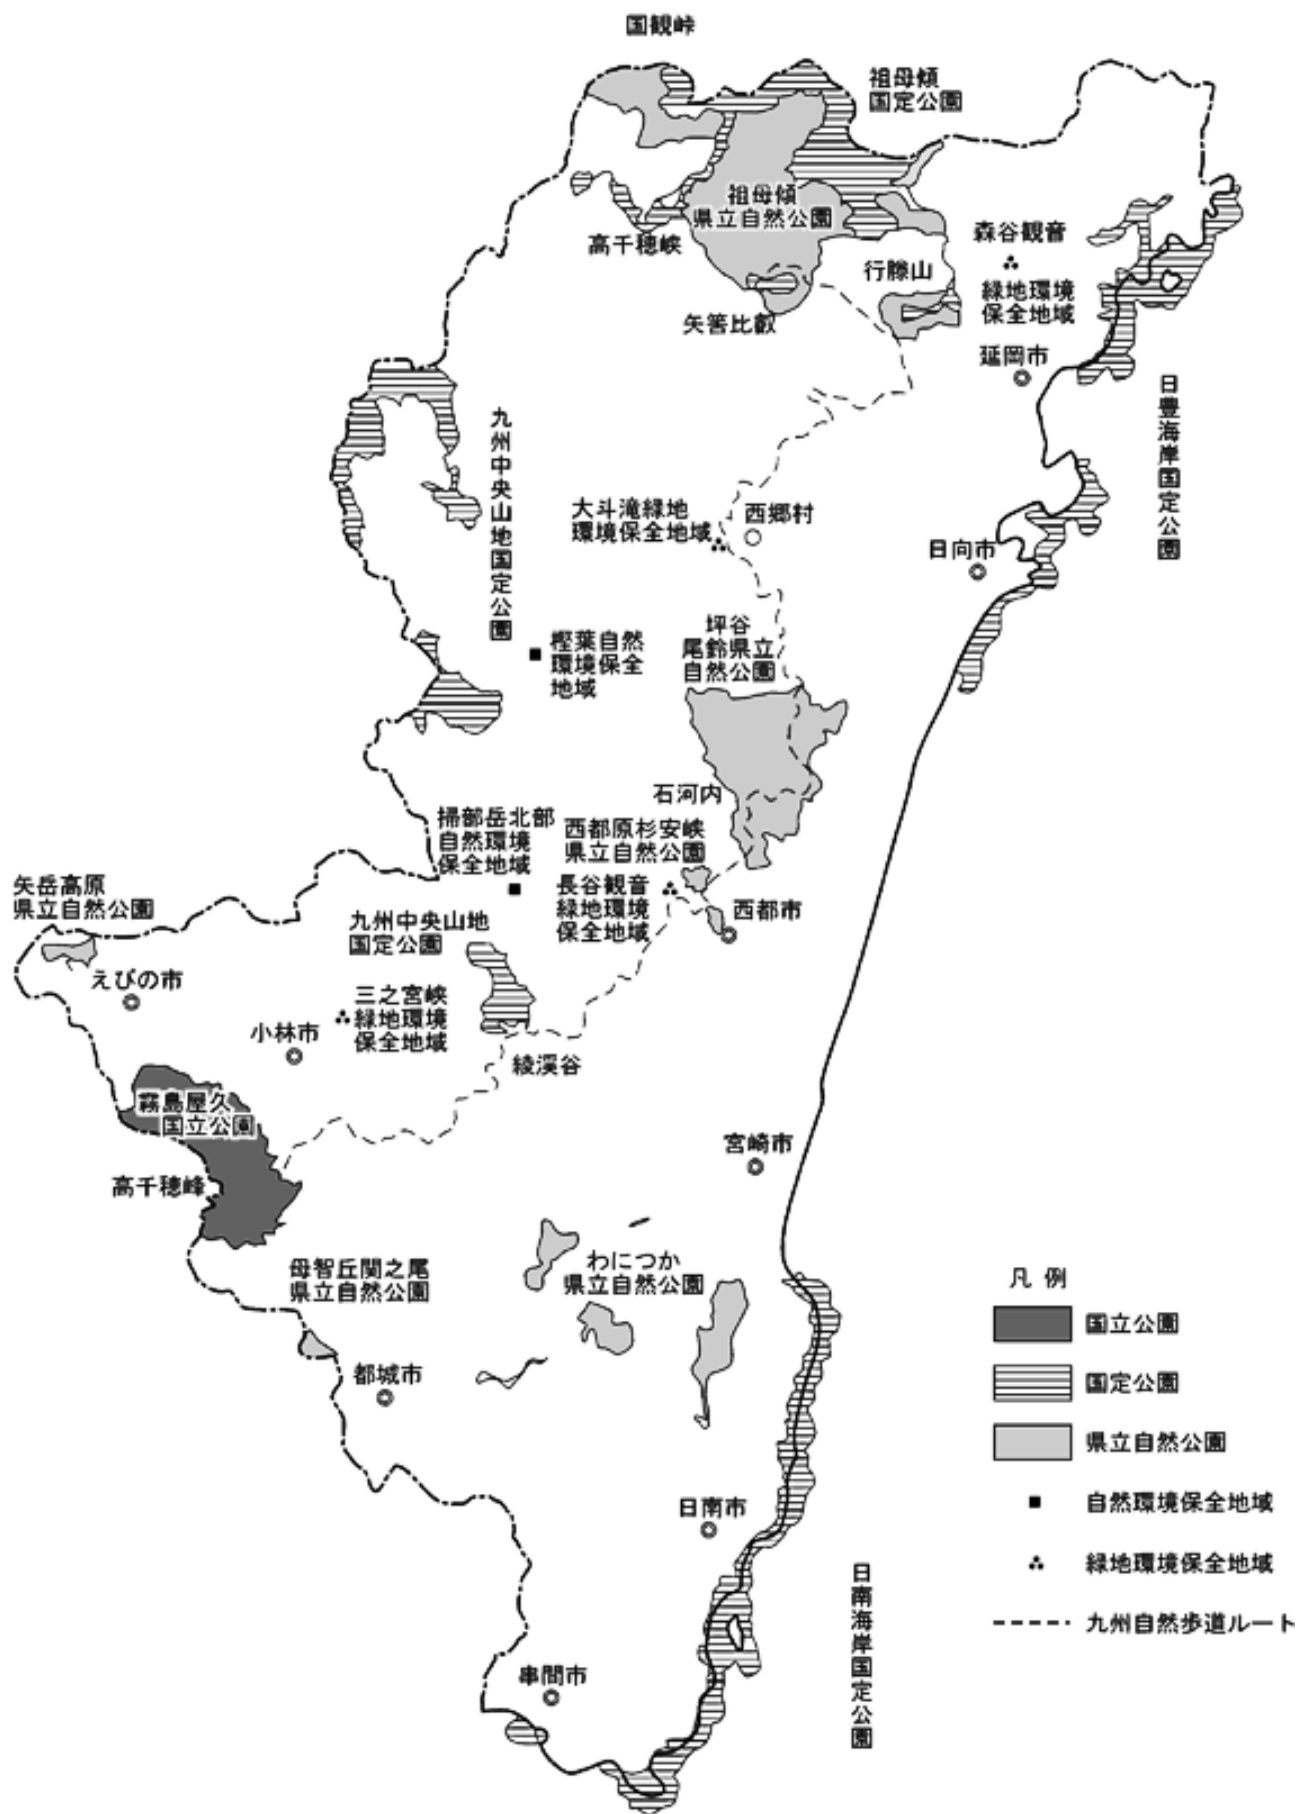 国観峠
祖母傾
国定公園
祖母傾
県立自然公園
高千穂峡
森谷観音
緑地環境
保全地域
行縢山
矢筈比叡
延岡市
日豊海岸国定公園
九州中央山地国定公園
大斗滝緑地
環境保全地域
西郷村
日向市
樫葉自然
環境保全
地域
坪谷
尾鈴県立
自然公園
石河内
掃部岳北部
自然環境
保全地域
西都原杉安峡
県立自然公園
長谷観音
緑地環境
保全地域
西都市
矢岳高原
県立自然公園
えびの市
九州中央山地
国定公園
三之宮峡
緑地環境
保全地域
小林市
綾渓谷
霧島屋久
国立公園
高千穂峰
宮崎市
母智丘関之尾
県立自然公園
わにつか
県立自然公園
都城市
日南市
日南海岸国定公園
串間市
凡 例
国立公園
国定公園
県立自然公園
自然環境保全地域
緑地環境保全地域
九州自然歩道ルート